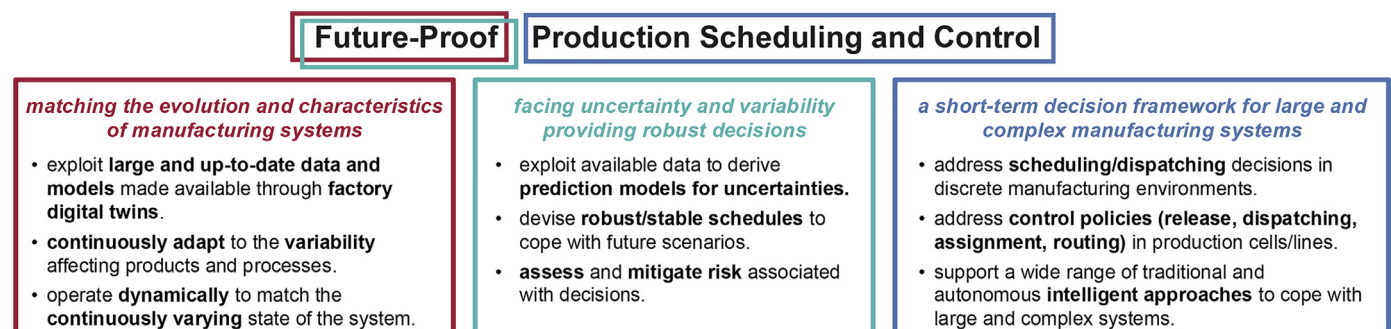 Future-Proof Production Scheduling and Control
matching the evolution and characteristics
of manufacturing systems
• exploit large and up-to-date data and
models made available through factory
digital twins.
• continuously adapt to the variability
affecting products and processes.
• operate dynamically to match the
continuously varying state of the system.
facing uncertainty and variability
providing robust decisions
• exploit available data to derive
prediction models for uncertainties.
• devise robust/stable schedules to
cope with future scenarios.
• assess and mitigate risk associated
with decisions.
a short-term decision framework for large and
complex manufacturing systems
• address scheduling/dispatching decisions in
discrete manufacturing environments.
• address control policies (release, dispatching,
assignment, routing) in production cells/lines.
• support a wide range of traditional and
autonomous intelligent approaches to cope with
large and complex systems.